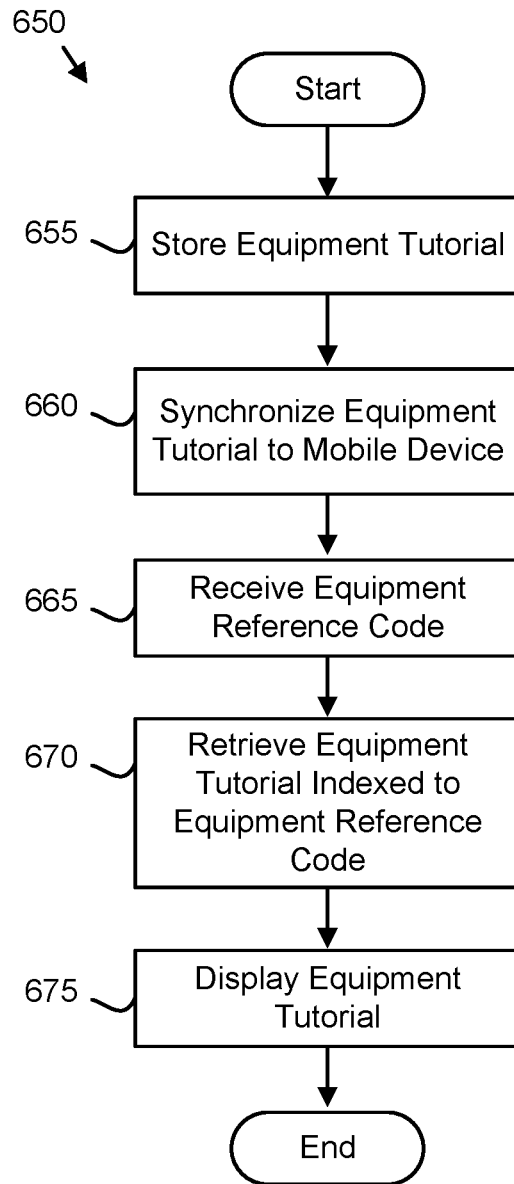 650
Start
655
Store Equipment Tutorial
660
Synchronize Equipment
Tutorial to Mobile Device
665
Receive Equipment
Reference Code
670
Retrieve Equipment
Tutorial Indexed to
Equipment Reference
Code
675
Display Equipment
Tutorial
End